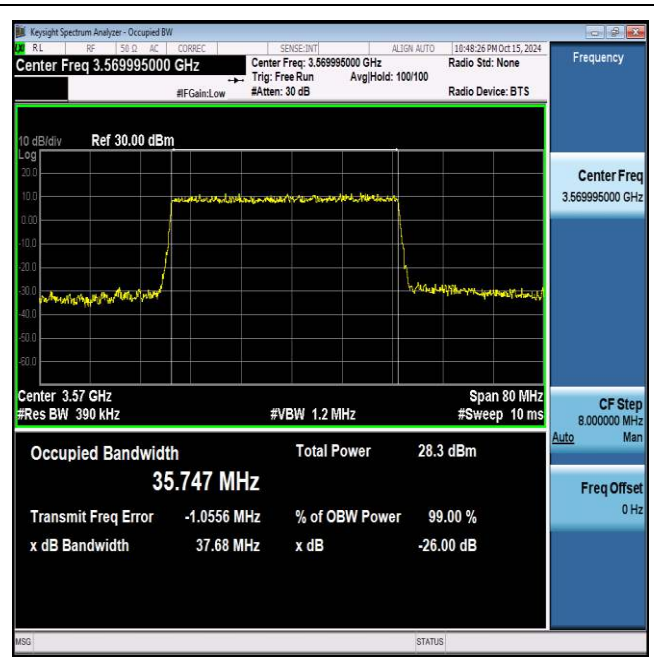 Keysight Spectrum Analyzer - Occupied BW
LXI RL RF 50 Ω AC CORREC SENSE:INT ALIGN AUTO 10:48:26 PM Oct 15, 2024
Center Freq 3.569995000 GHz Center Freq: 3.569995000 GHz Radio Std: None
Trig: Free Run Avg|Hold: 100/100
#IFGain:Low #Atten: 30 dB Radio Device: BTS
10 dB/div Ref 30.00 dBm
Log
20.0
10.0
0.00
-10.0
-20.0
-30.0
-40.0
-50.0
-60.0
Center 3.57 GHz Span 80 MHz
#Res BW 390 kHz #VBW 1.2 MHz #Sweep 10 ms
Occupied Bandwidth Total Power 28.3 dBm
35.747 MHz
Transmit Freq Error -1.0556 MHz % of OBW Power 99.00 %
x dB Bandwidth 37.68 MHz x dB -26.00 dB
MSG STATUS
Frequency
Center Freq
3.569995000 GHz
CF Step
8.000000 MHz
Auto Man
Freq Offset
0 Hz